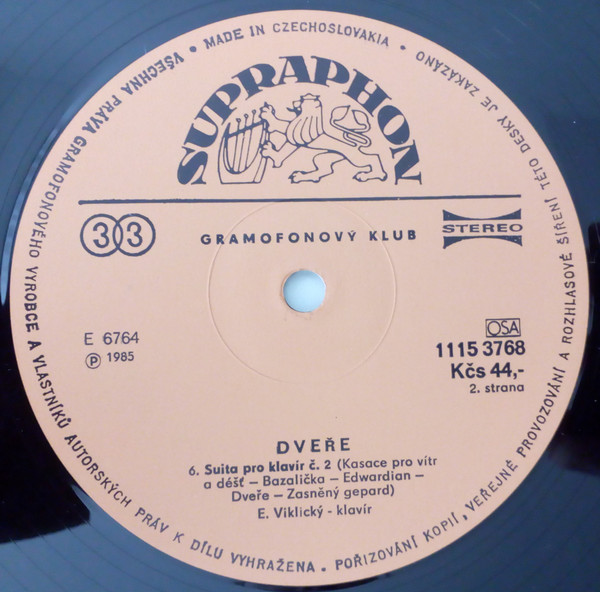 VŠECHNA PRÁVA GRAMOFONOVÉHO VÝROBCE A VLASTNÍKŮ AUTORSKÝCH PRÁV K DÍLU VYHRAŽENA. POŘIZOVÁNÍ KOPIÍ, VEŘEJNÉ PROVOZOVÁNÍ A ROZHLASOVÉ ŠÍŘENÍ TÉTO DESKY JE ZAKÁZÁNO
• MADE IN CZECHOSLOVAKIA •
SUPRAPHON
33
GRAMOFONOVÝ KLUB
STEREO
E 6764
Ⓟ 1985
OSA
1115 3768
Kčs 44,-
2. strana
DVEŘE
6. Suita pro klavír č. 2 (Kasace pro vítr
a déšť – Bazalička – Edwardian –
Dveře – Zasněný gepard)
E. Viklický - klavír